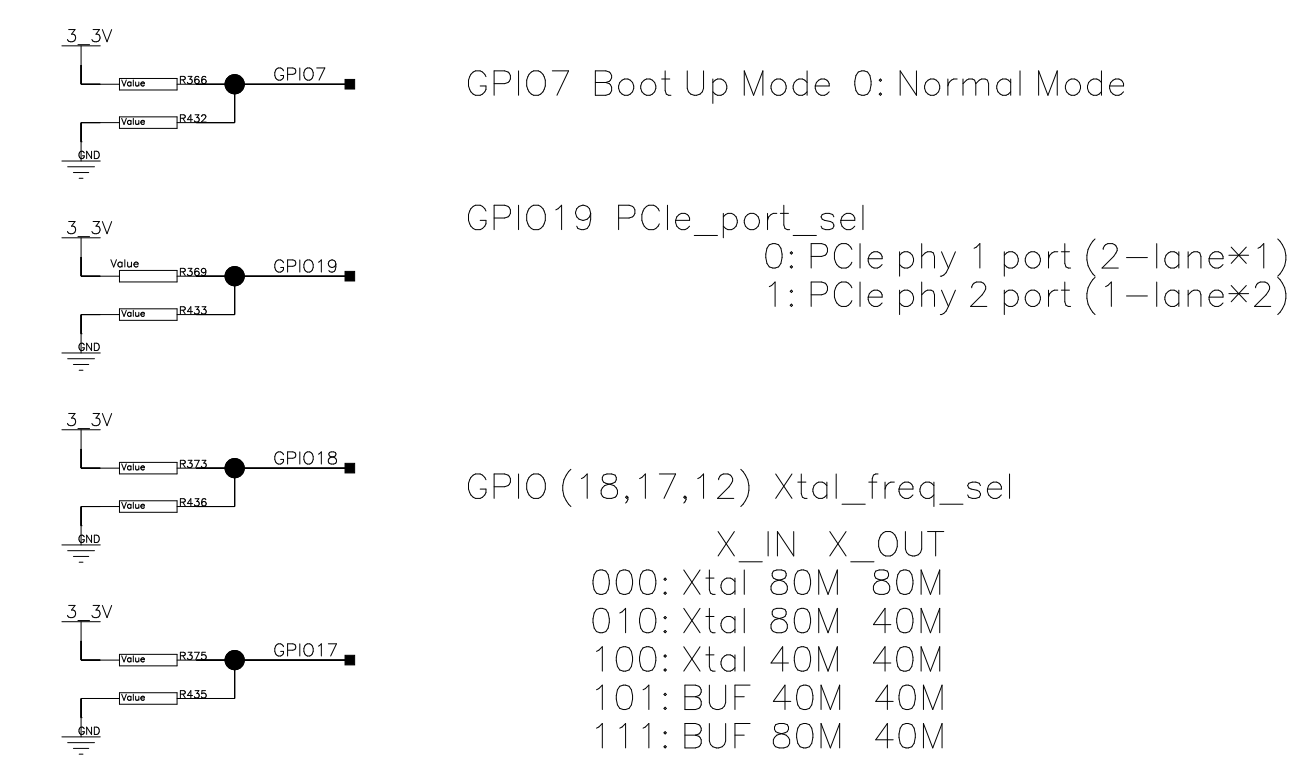 3_3V
Value R366 GPIO7
Value R432
GND
GPIO7 Boot Up Mode 0: Normal Mode
3_3V
Value R369 GPIO19
Value R433
GND
GPIO19 PCIe_port_sel
0: PCIe phy 1 port (2-lane*1)
1: PCIe phy 2 port (1-lane*2)
3_3V
Value R373 GPIO18
Value R436
GND
GPIO (18,17,12) Xtal_freq_sel
X_IN X_OUT
000: Xtal 80M 80M
010: Xtal 80M 40M
100: Xtal 40M 40M
101: BUF 40M 40M
111: BUF 80M 40M
3_3V
Value R375 GPIO17
Value R435
GND